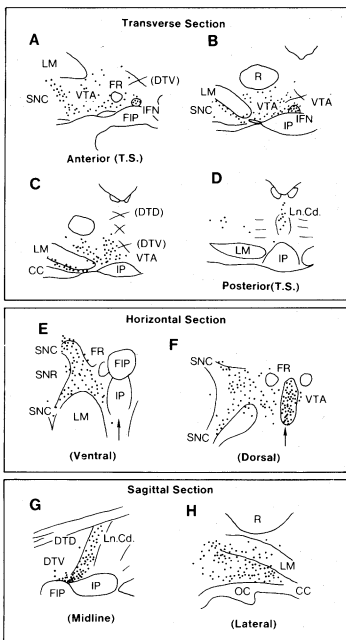 Transverse Section
A
LM
FR
(DTV)
SNC
VTA
FIP
IFN
Anterior (T.S.)
B
R
LM
SNC
VTA
VTA
IFN
IP
C
(DTD)
(DTV)
LM
VTA
CC
IP
D
Ln.Cd.
LM
IP
Posterior(T.S.)
Horizontal Section
E
SNC
FR
FIP
SNR
IP
SNC
LM
(Ventral)
F
SNC
FR
VTA
SNC
(Dorsal)
Sagittal Section
G
DTD
Ln.Cd.
DTV
FIP
IP
(Midline)
H
R
LM
OC
CC
(Lateral)